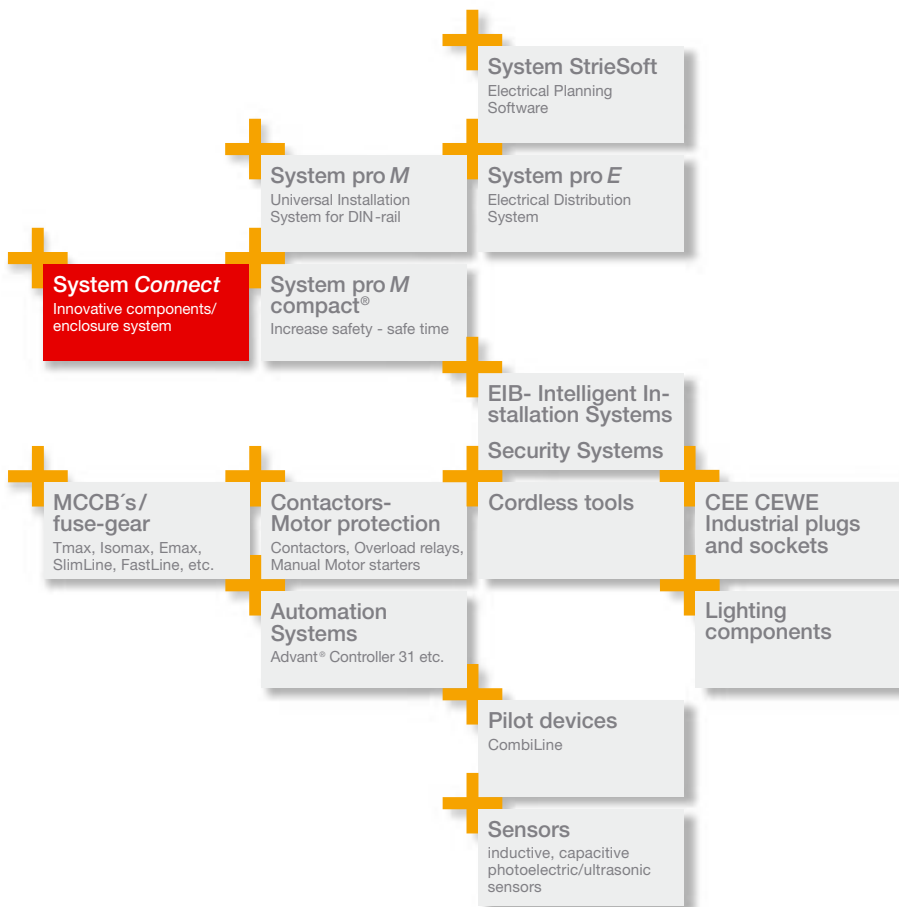 System StrieSoft
Electrical Planning
Software
System pro M
Universal Installation
System for DIN-rail
System pro E
Electrical Distribution
System
System Connect
Innovative components/
enclosure system
System pro M
compact®
Increase safety - safe time
EIB- Intelligent In-
stallation Systems
Security Systems
MCCB´s/
fuse-gear
Tmax, Isomax, Emax,
SlimLine, FastLine, etc.
Contactors-
Motor protection
Contactors, Overload relays,
Manual Motor starters
Cordless tools
CEE CEWE
Industrial plugs
and sockets
Automation
Systems
Advant® Controller 31 etc.
Lighting
components
Pilot devices
CombiLine
Sensors
inductive, capacitive
photoelectric/ultrasonic
sensors